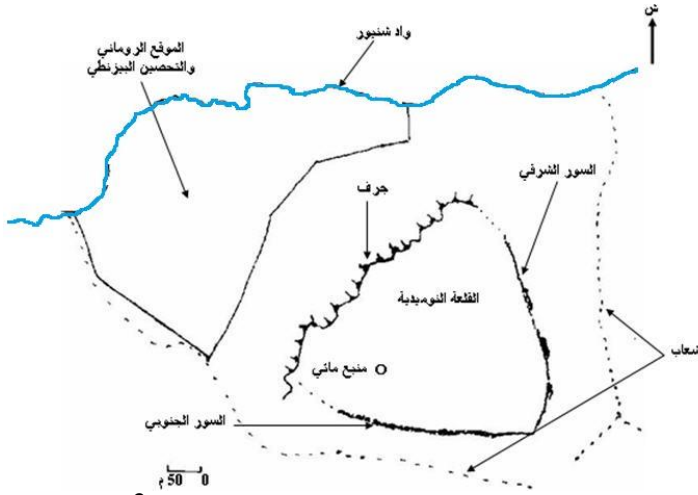 ش
واد شنيور
الموقع الروماني
والتحصين البيزنطي
السور الشرقي
جرف
القلعة النوميدية
شعاب
منبع مائي
السور الجنوبي
0 50 م